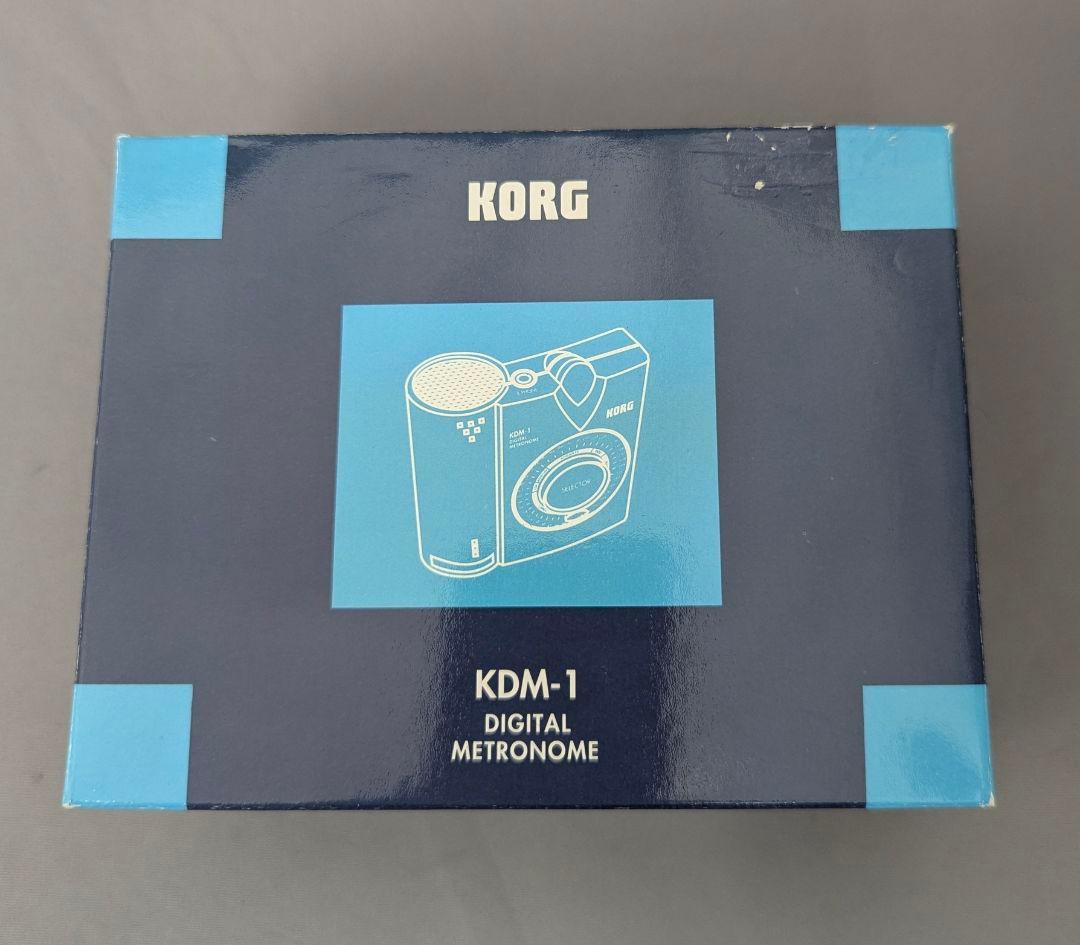 KORG
KORG
KDM-1
DIGITAL
METRONOME
SELECTOR
KDM-1
DIGITAL
METRONOME